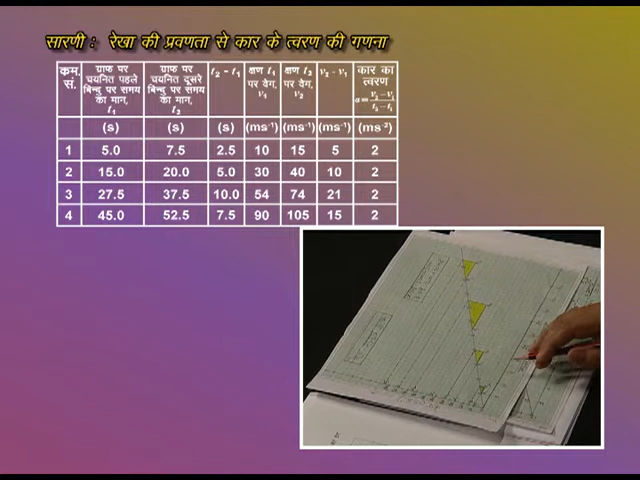 सारणी : रेखा की प्रवणता से कार के त्वरण की गणना
क्रम. सं. | ग्राफ पर चयनित पहले बिन्दु पर समय का मान, t₁ | ग्राफ पर चयनित दूसरे बिन्दु पर समय का मान, t₂ | t₂ - t₁ | क्षण t₁ पर वेग, v₁ | क्षण t₂ पर वेग, v₂ | v₂ - v₁ | कार का त्वरण a = v₂-v₁ / t₂-t₁
(s) (s) (s) (ms⁻¹) (ms⁻¹) (ms⁻¹) (ms⁻²)
1 5.0 7.5 2.5 10 15 5 2
2 15.0 20.0 5.0 30 40 10 2
3 27.5 37.5 10.0 54 74 21 2
4 45.0 52.5 7.5 90 105 15 2